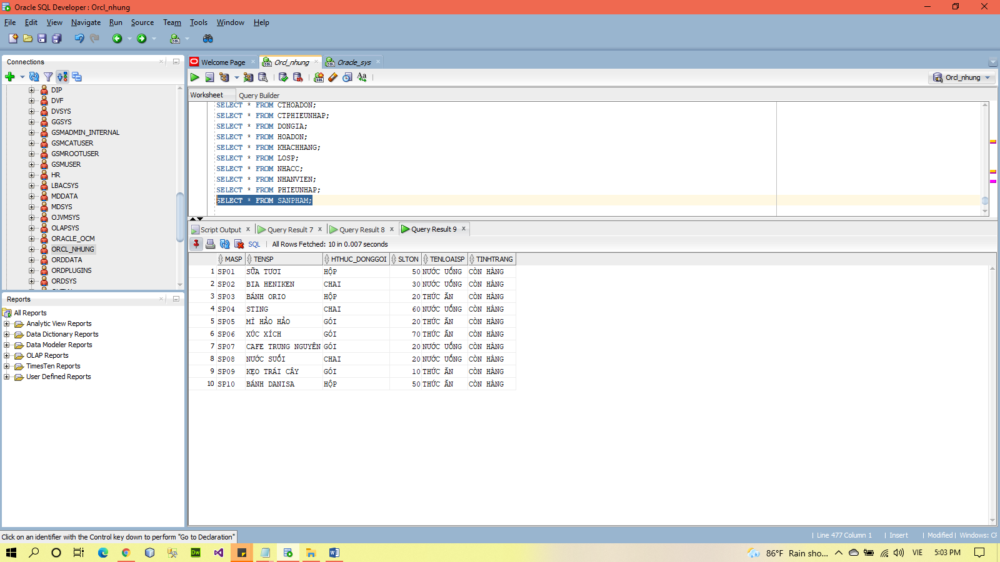 Oracle SQL Developer : Orcl_nhung
File Edit View Navigate Run Source Team Tools Window Help
Connections
DIP
DVF
DVSYS
GGSYS
GSMADMIN_INTERNAL
GSMCATUSER
GSMROOTUSER
GSMUSER
HR
LBACSYS
MDDATA
MDSYS
OJVMSYS
OLAPSYS
ORACLE_OCM
ORCL_NHUNG
ORDDATA
ORDPLUGINS
ORDSYS
Reports
All Reports
Analytic View Reports
Data Dictionary Reports
Data Modeler Reports
OLAP Reports
TimesTen Reports
User Defined Reports
Welcome Page Orcl_nhung Oracle_sys
Orcl_nhung
Worksheet Query Builder
SELECT * FROM CTHOADON;
SELECT * FROM CTPHIEUNHAP;
SELECT * FROM DONGIA;
SELECT * FROM HOADON;
SELECT * FROM KHACHHANG;
SELECT * FROM LOSP;
SELECT * FROM NHACC;
SELECT * FROM NHANVIEN;
SELECT * FROM PHIEUNHAP;
SELECT * FROM SANPHAM;
Script Output Query Result 7 Query Result 8 Query Result 9
SQL All Rows Fetched: 10 in 0.007 seconds
MASP TENSP HTHUC_DONGGOI SLTON TENLOAISP TINHTRANG
1 SP01 SỮA TƯƠI HỘP 50 NƯỚC UỐNG CÒN HÀNG
2 SP02 BIA HENIKEN CHAI 30 NƯỚC UỐNG CÒN HÀNG
3 SP03 BÁNH ORIO HỘP 20 THỨC ĂN CÒN HÀNG
4 SP04 STING CHAI 60 NƯỚC UỐNG CÒN HÀNG
5 SP05 MÌ HẢO HẢO GÓI 20 THỨC ĂN CÒN HÀNG
6 SP06 XÚC XÍCH GÓI 70 THỨC ĂN CÒN HÀNG
7 SP07 CAFE TRUNG NGUYÊN GÓI 20 NƯỚC UỐNG CÒN HÀNG
8 SP08 NƯỚC SUỐI CHAI 20 NƯỚC UỐNG CÒN HÀNG
9 SP09 KẸO TRÁI CÂY GÓI 10 THỨC ĂN CÒN HÀNG
10 SP10 BÁNH DANISA HỘP 50 THỨC ĂN CÒN HÀNG
Click on an identifier with the Control key down to perform "Go to Declaration"
Line 477 Column 1 Insert Modified Windows: CF
86°F Rain sho... VIE 5:03 PM